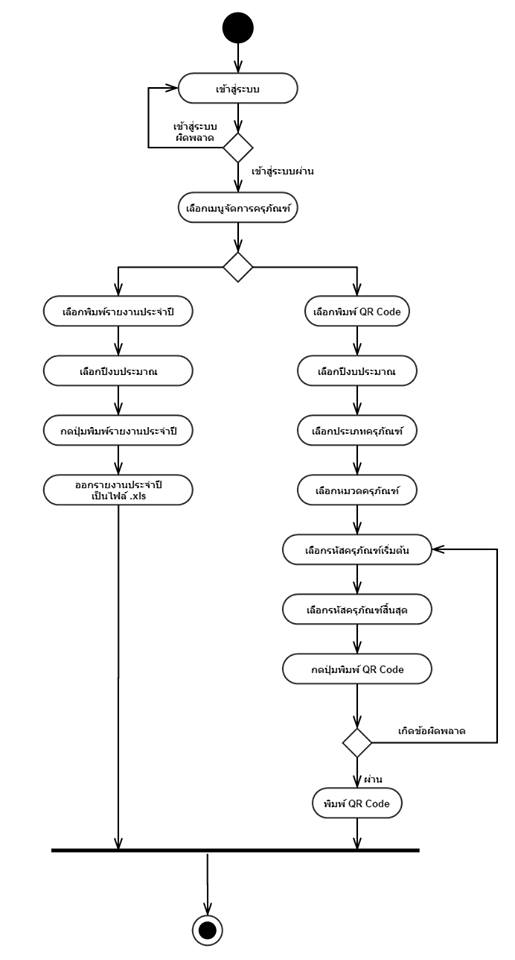 เข้าสู่ระบบ
เข้าสู่ระบบ
ผิดพลาด
เข้าสู่ระบบผ่าน
เลือกเมนูจัดการครุภัณฑ์
เลือกพิมพ์รายงานประจำปี
เลือกปีงบประมาณ
กดปุ่มพิมพ์รายงานประจำปี
ออกรายงานประจำปี
เป็นไฟล์ .xls
เลือกพิมพ์ QR Code
เลือกปีงบประมาณ
เลือกประเภทครุภัณฑ์
เลือกหมวดครุภัณฑ์
เลือกรหัสครุภัณฑ์เริ่มต้น
เลือกรหัสครุภัณฑ์สิ้นสุด
กดปุ่มพิมพ์ QR Code
เกิดข้อผิดพลาด
ผ่าน
พิมพ์ QR Code